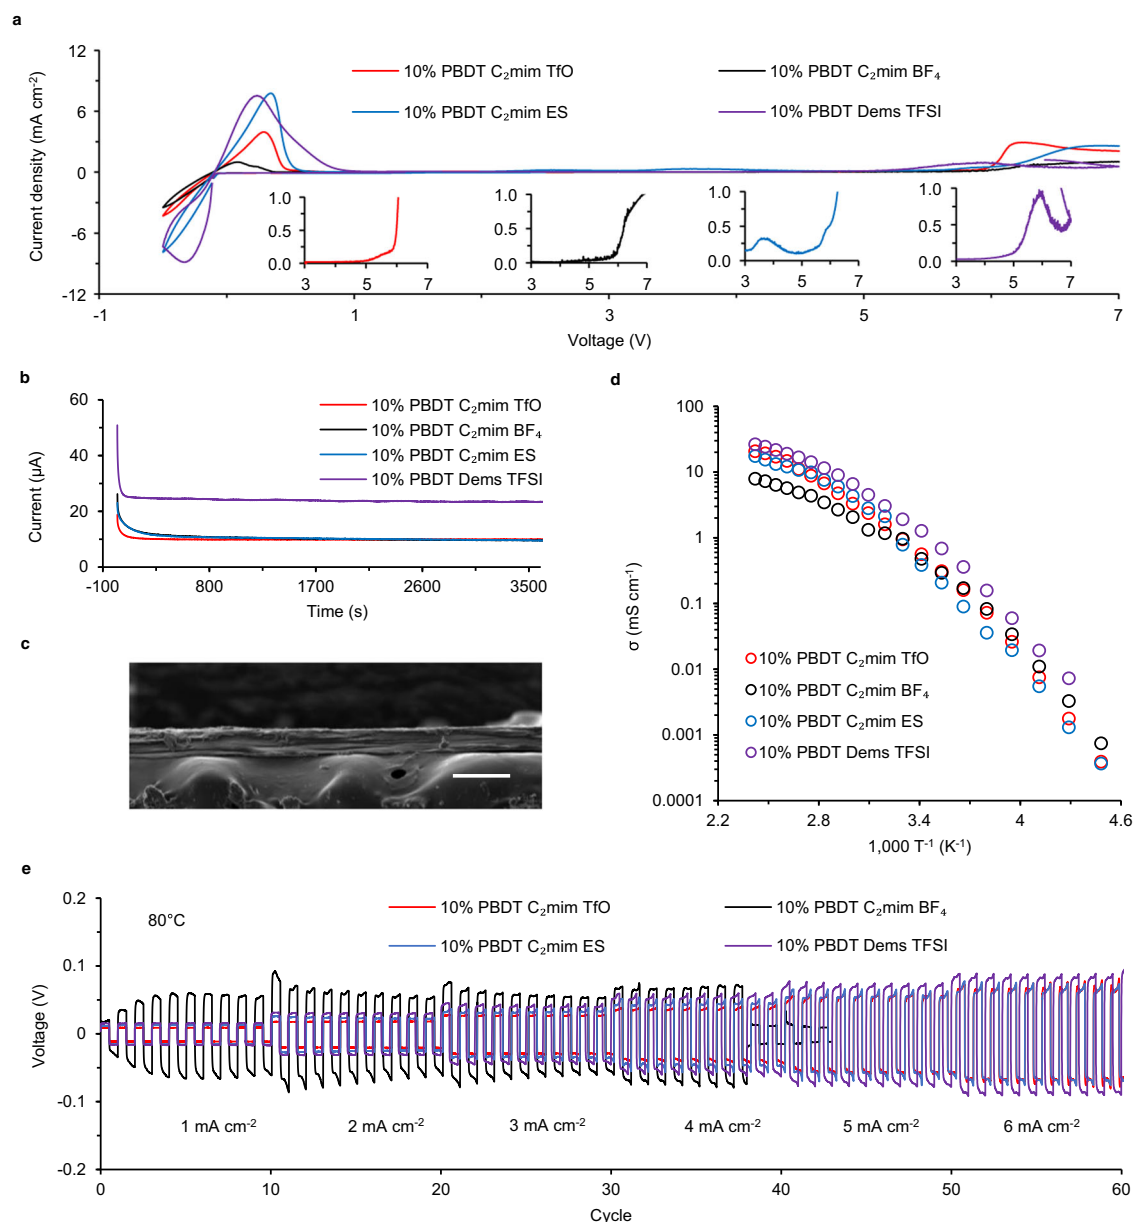 a
12
6
0
-6
-12
Current density (mA cm⁻²)
10% PBDT C₂mim TfO
10% PBDT C₂mim BF₄
10% PBDT C₂mim ES
10% PBDT Dems TFSI
1.0
0.5
0.0
3 5 7
1.0
0.5
0.0
3 5 7
1.0
0.5
0.0
3 5 7
1.0
0.5
0.0
3 5 7
-1 1 3 5 7
Voltage (V)
b
60
40
20
0
Current (µA)
10% PBDT C₂mim TfO
10% PBDT C₂mim BF₄
10% PBDT C₂mim ES
10% PBDT Dems TFSI
-100 800 1700 2600 3500
Time (s)
c
d
100
10
1
0.1
0.01
0.001
0.0001
σ (mS cm⁻¹)
10% PBDT C₂mim TfO
10% PBDT C₂mim BF₄
10% PBDT C₂mim ES
10% PBDT Dems TFSI
2.2 2.8 3.4 4 4.6
1,000 T⁻¹ (K⁻¹)
e
0.2
0.1
0
-0.1
-0.2
Voltage (V)
80°C
10% PBDT C₂mim TfO
10% PBDT C₂mim BF₄
10% PBDT C₂mim ES
10% PBDT Dems TFSI
1 mA cm⁻² 2 mA cm⁻² 3 mA cm⁻² 4 mA cm⁻² 5 mA cm⁻² 6 mA cm⁻²
0 10 20 30 40 50 60
Cycle